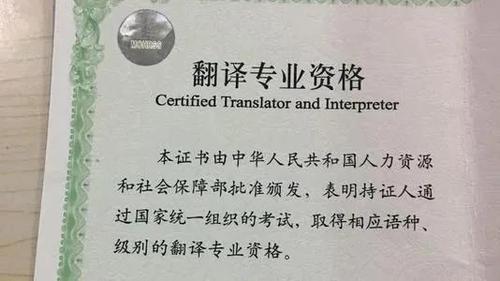 MOHRSS
翻译专业资格
Certified Translator and Interpreter
本证书由中华人民共和国人力资源
和社会保障部批准颁发，表明持证人通
过国家统一组织的考试，取得相应语种、
级别的翻译专业资格。